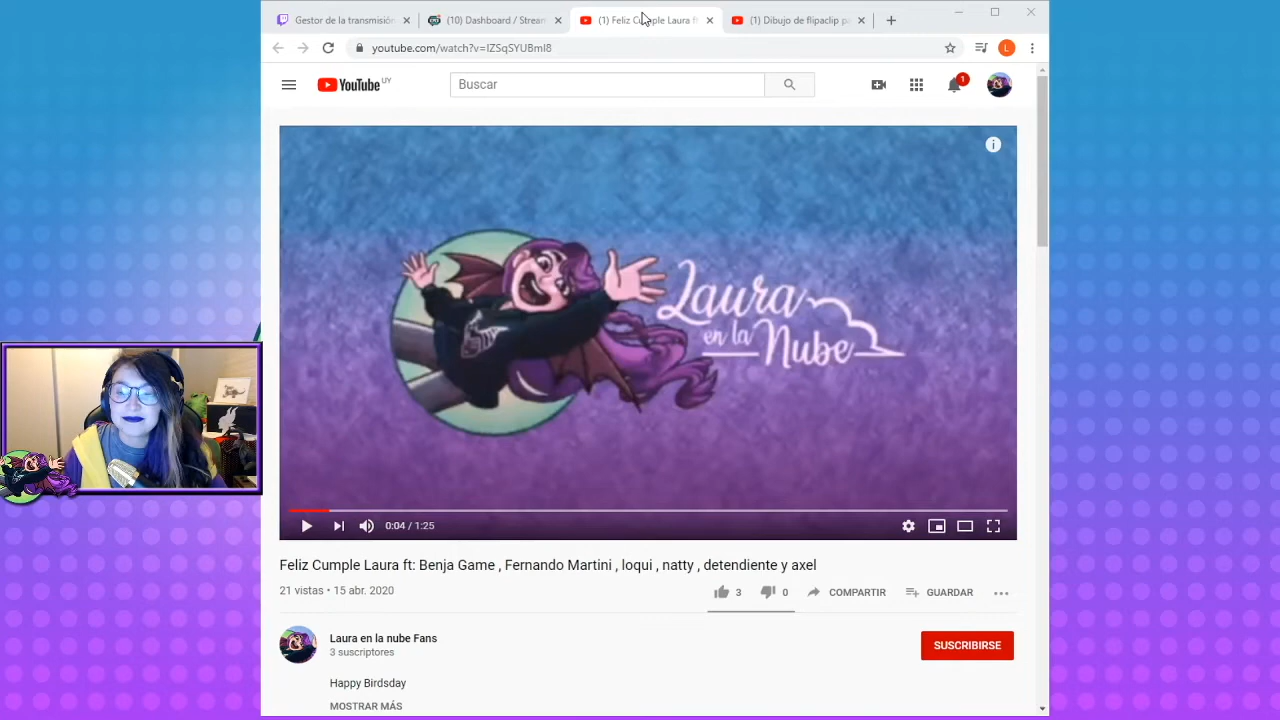 Gestor de la transmisión
(10) Dashboard / Stream
(1) Feliz Cumple Laura ft
(1) Dibujo de flipaclip pa
youtube.com/watch?v=IZSqSYUBmI8
L
YouTube UY
Buscar
1
Laura
en la
Nube
0:04 / 1:25
Feliz Cumple Laura ft: Benja Game , Fernando Martini , loqui , natty , detendiente y axel
21 vistas • 15 abr. 2020
3
0
COMPARTIR
GUARDAR
Laura en la nube Fans
3 suscriptores
SUSCRIBIRSE
Happy Birdsday
MOSTRAR MÁS